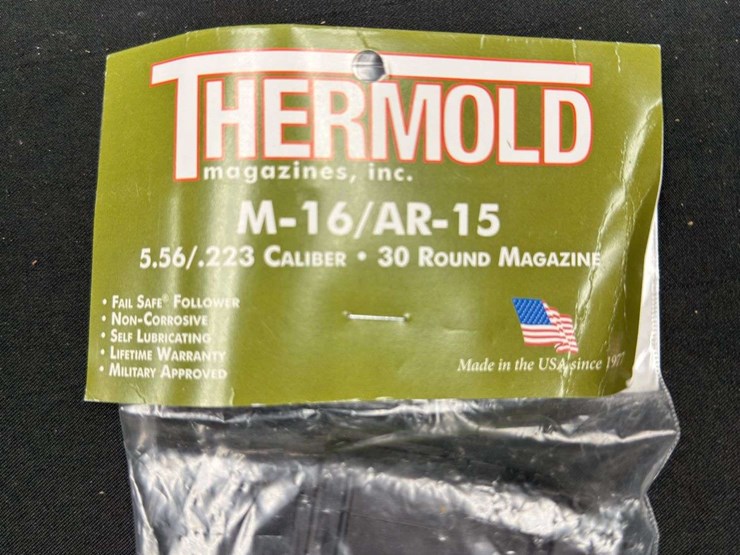 THERMOLD
magazines, inc.
M-16/AR-15
5.56/.223 CALIBER • 30 ROUND MAGAZINE
• FAIL SAFE® FOLLOWER
• NON-CORROSIVE
• SELF LUBRICATING
• LIFETIME WARRANTY
• MILITARY APPROVED
Made in the USA since 1977